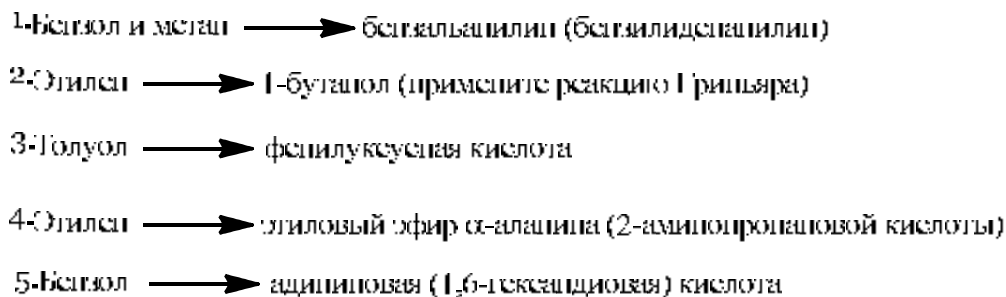 1-Бензол и метан → бензальанилин (бензилиденанилин)
2-Этилен → 1-бутанол (примените реакцию Гриньяра)
3-Толуол → фенилуксусная кислота
4-Этилен → этиловый эфир α-аланина (2-аминопропановой кислоты)
5-Бензол → адипиновая (1,6-гександиовая) кислота